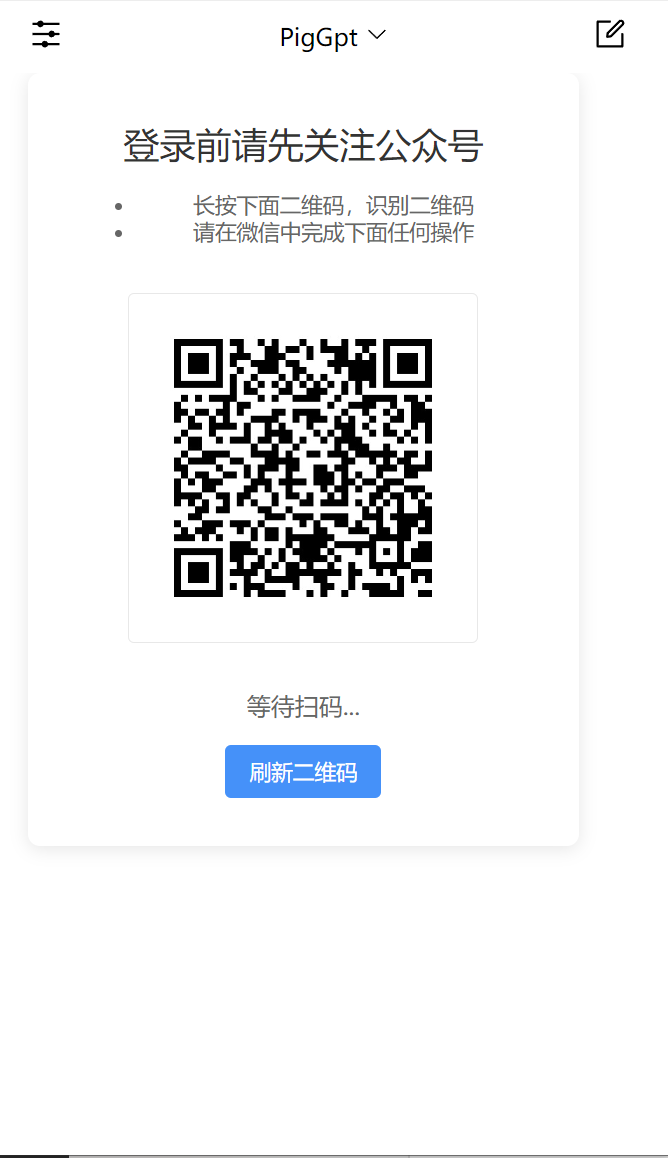 PigGpt
登录前请先关注公众号
长按下面二维码，识别二维码
请在微信中完成下面任何操作
等待扫码...
刷新二维码